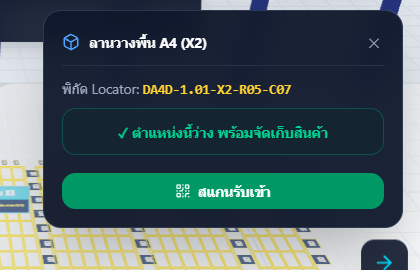 ลานวางพื้น A4 (X2)
พิกัด Locator: DA4D-1.01-X2-R05-C07
✓ ตำแหน่งนี้ว่าง พร้อมจัดเก็บสินค้า
สแกนรับเข้า